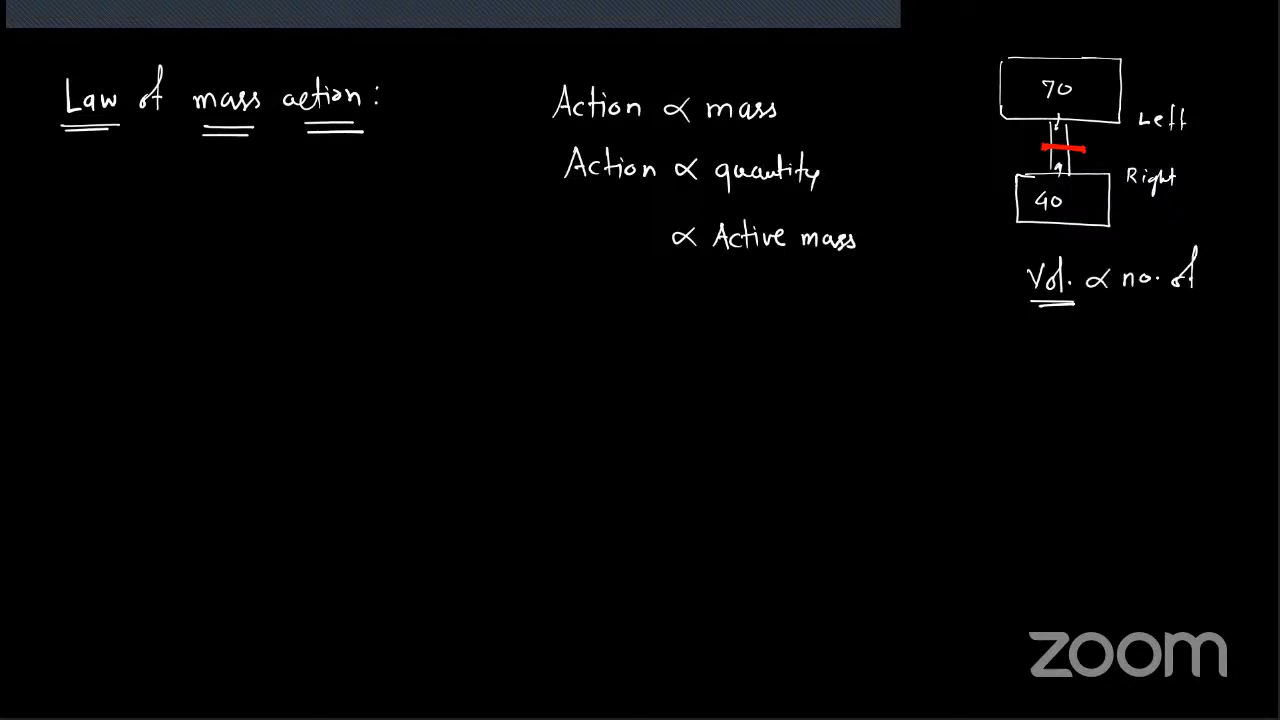 Law of mass action:
Action ∝ mass
Action ∝ quantity
∝ Active mass
70
Left
Right
40
Vol. ∝ no. of
zoom